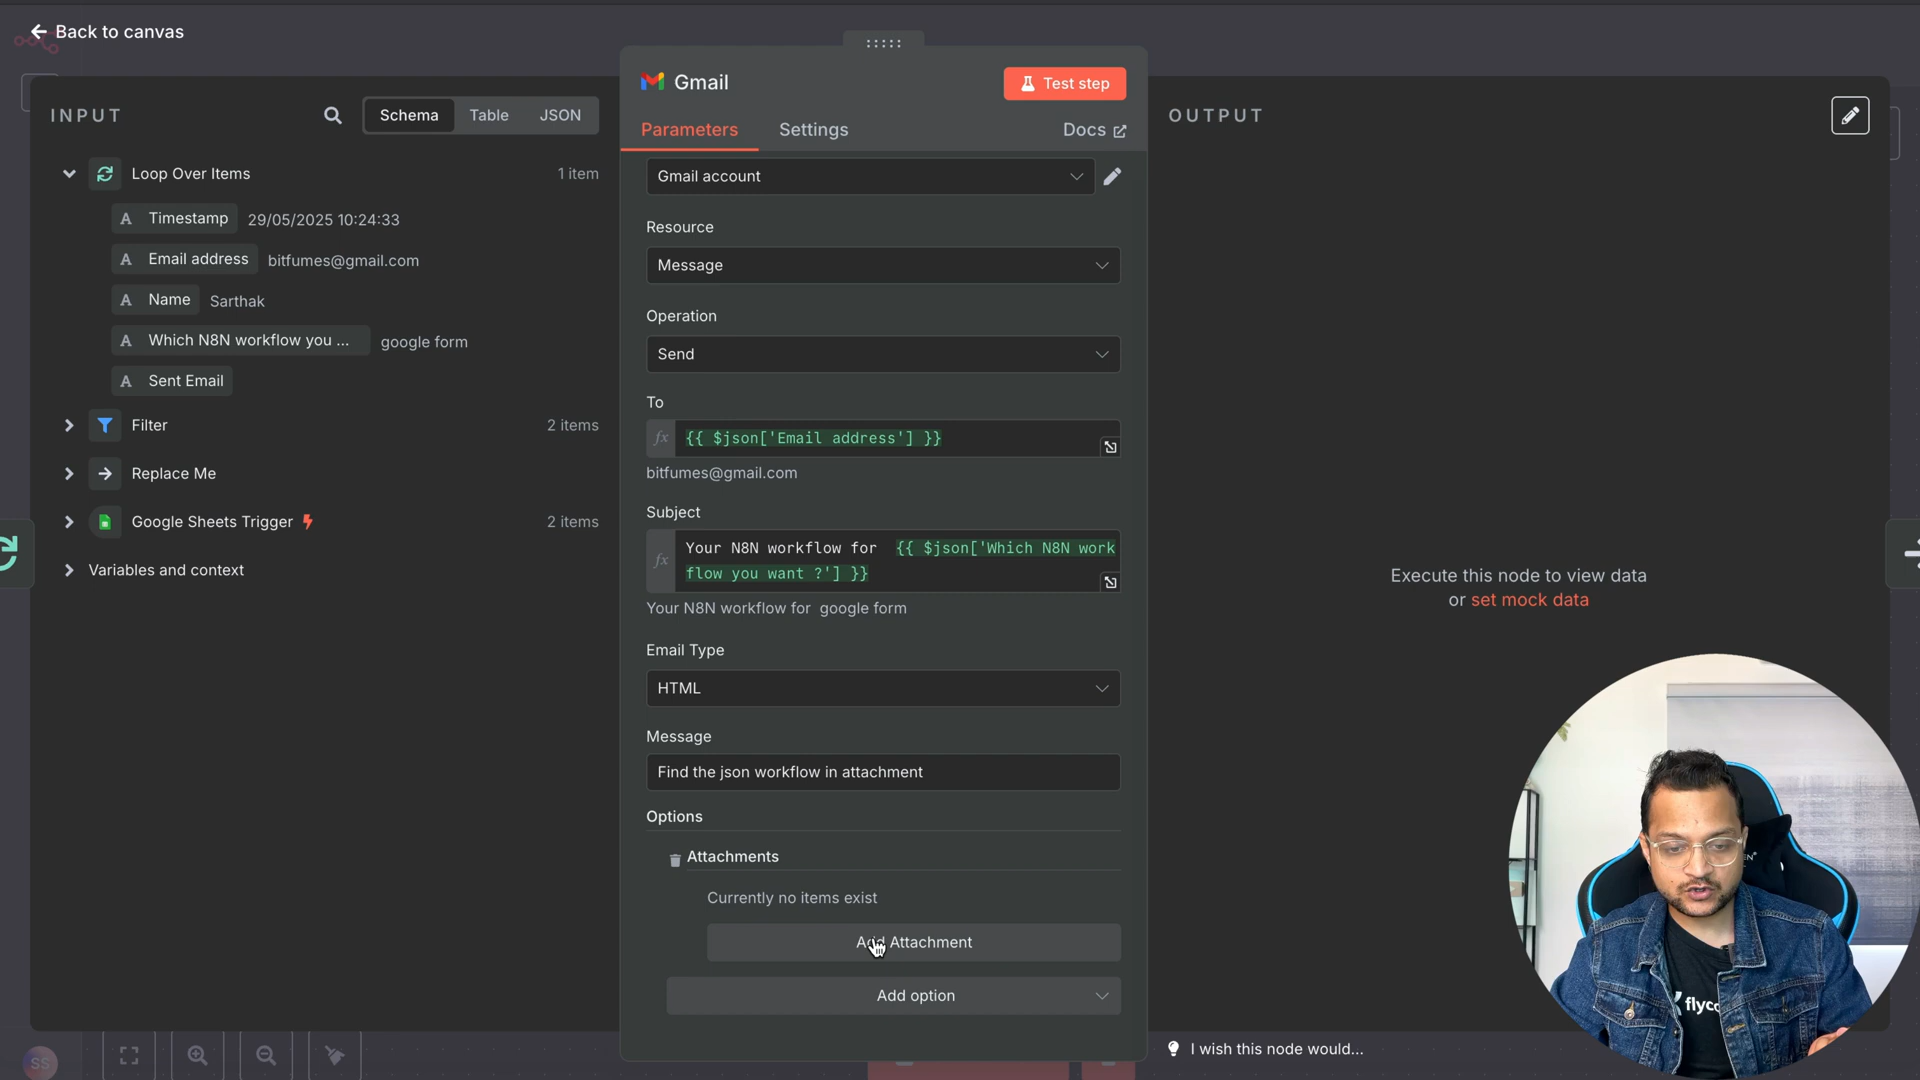 Back to canvas
INPUT
Schema
Table
JSON
Loop Over Items
1 item
A Timestamp 29/05/2025 10:24:33
A Email address bitfumes@gmail.com
A Name Sarthak
A Which N8N workflow you ... google form
A Sent Email
Filter
2 items
Replace Me
Google Sheets Trigger
2 items
Variables and context
Gmail
Test step
Parameters
Settings
Docs
Gmail account
Resource
Message
Operation
Send
To
fx {{ $json['Email address'] }}
bitfumes@gmail.com
Subject
fx Your N8N workflow for {{ $json['Which N8N work
flow you want ?'] }}
Your N8N workflow for google form
Email Type
HTML
Message
Find the json workflow in attachment
Options
Attachments
Currently no items exist
Add Attachment
Add option
OUTPUT
Execute this node to view data
or set mock data
I wish this node would...
SS